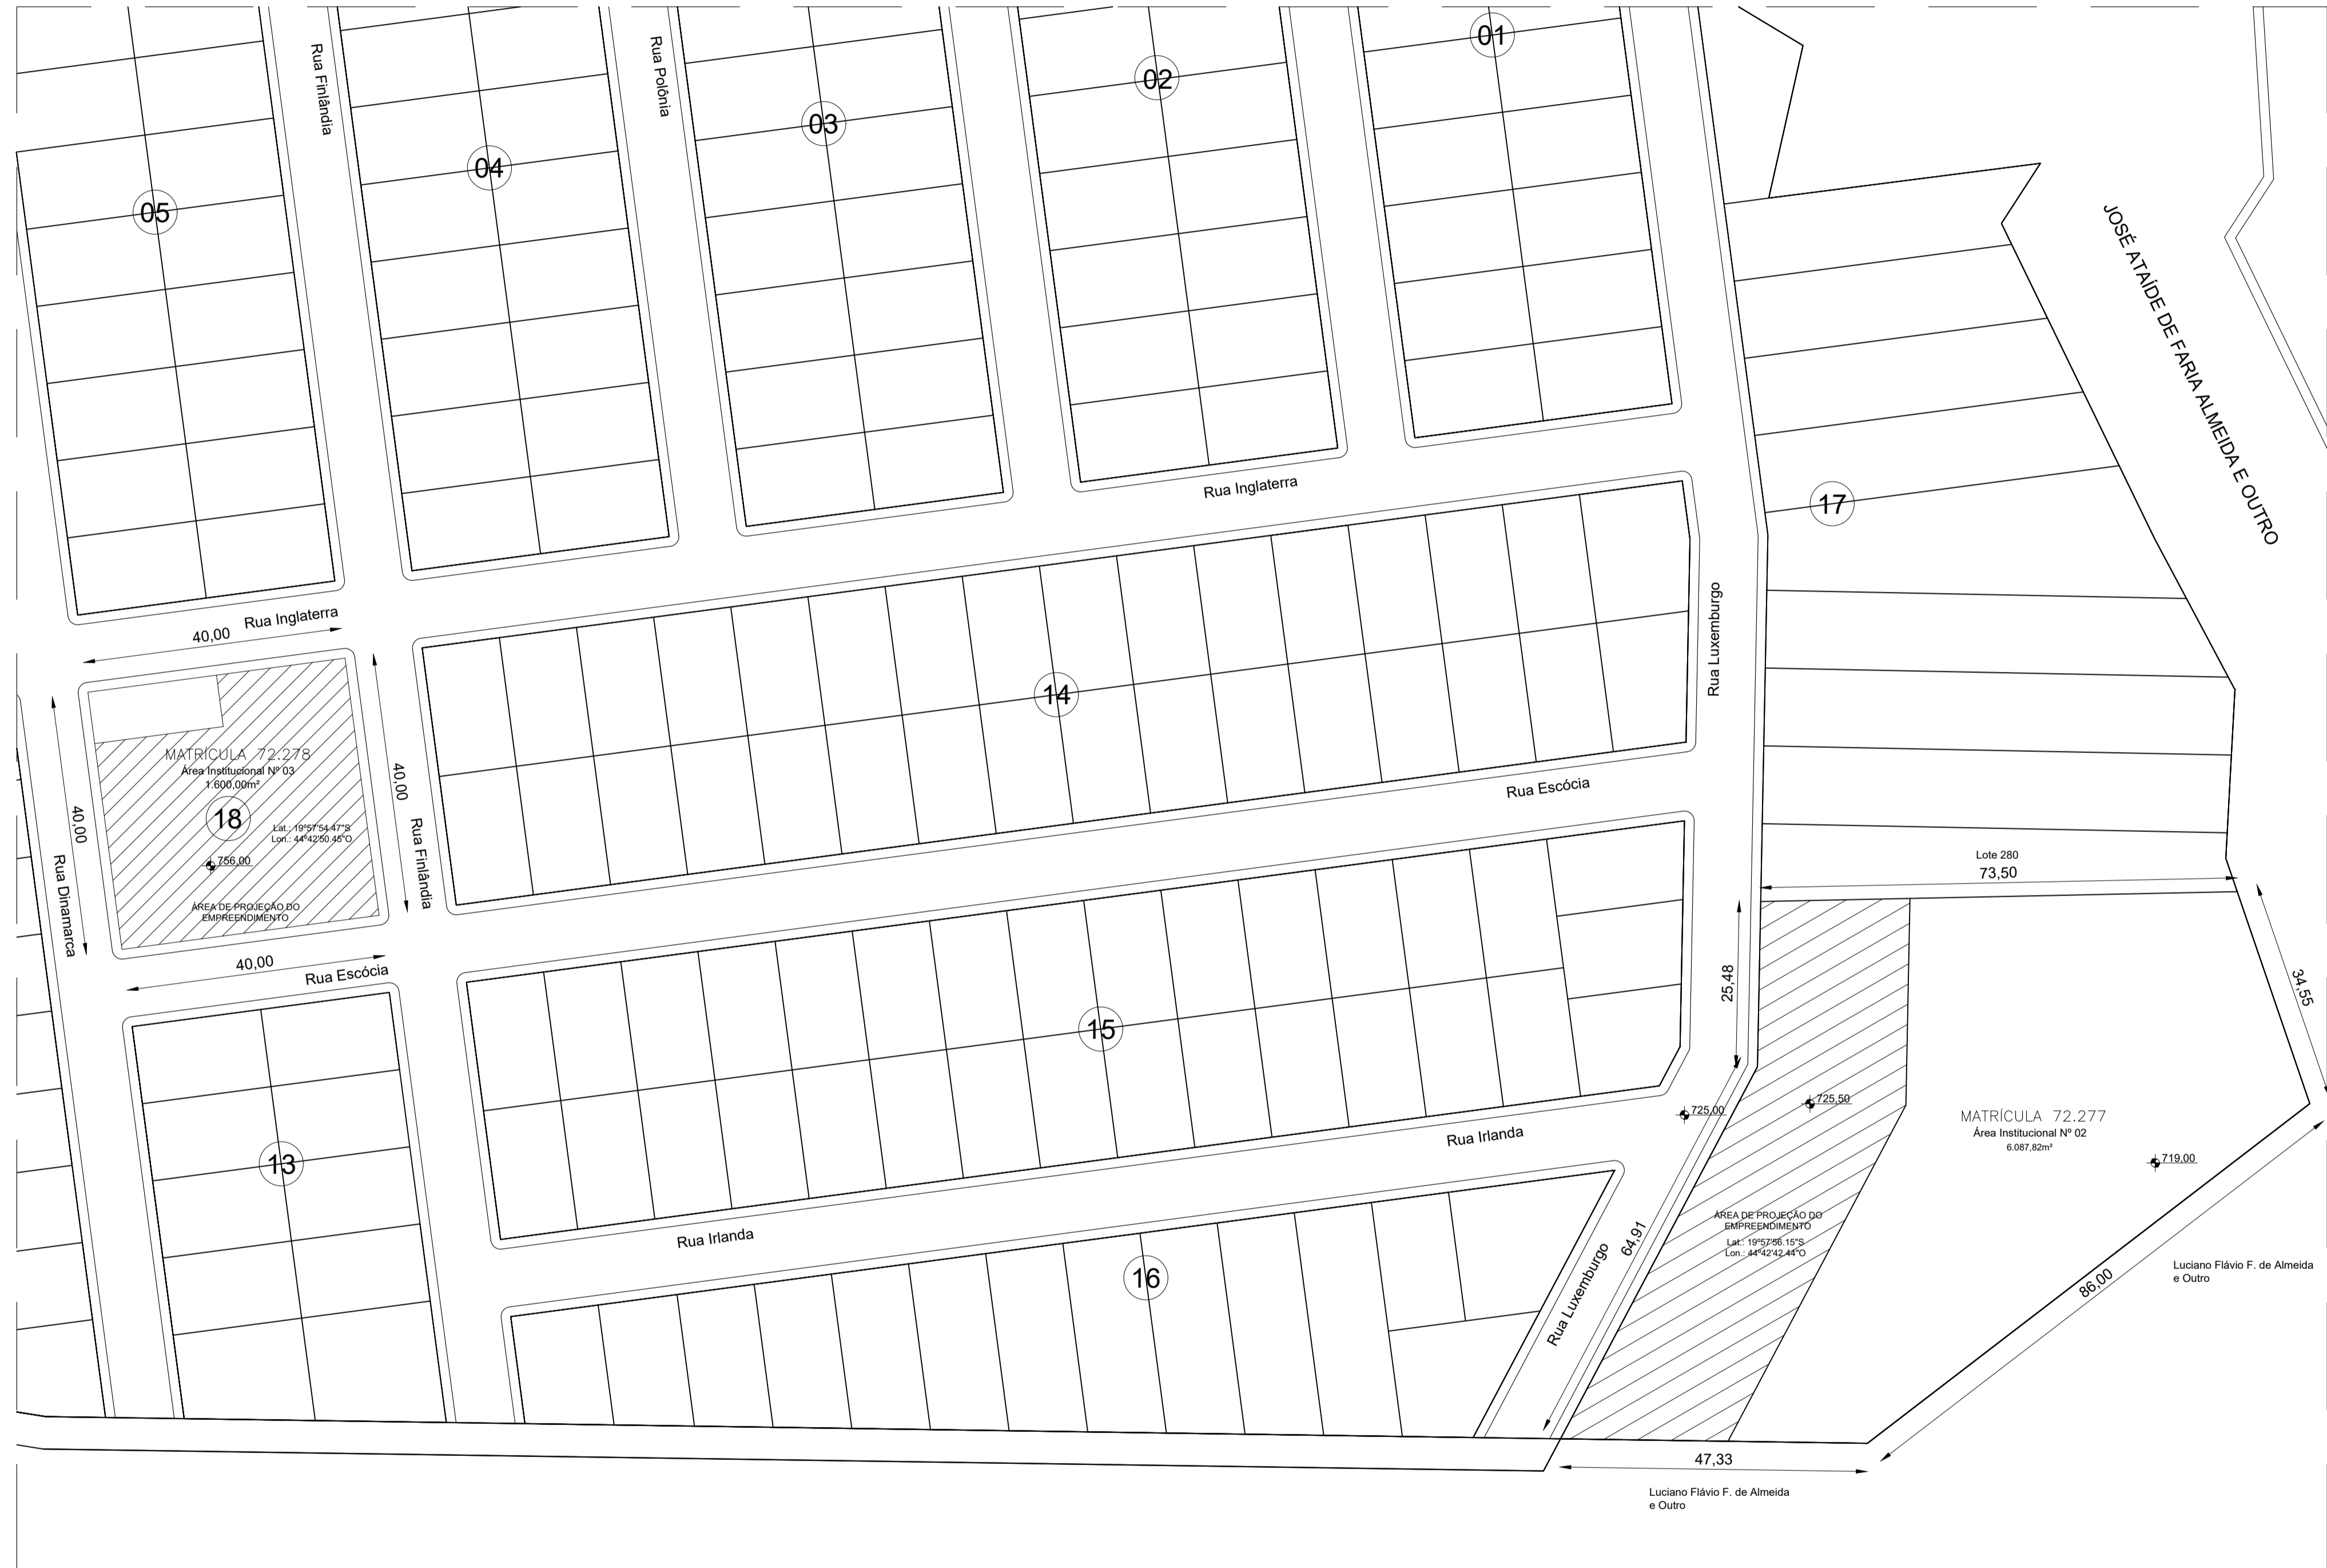 01
02
03
04
05
Rua Finlândia
Rua Polônia
JOSÉ ATAÍDE DE FARIA ALMEIDA E OUTRO
17
Rua Inglaterra
Rua Inglaterra
40,00
14
Rua Luxemburgo
MATRÍCULA 72.278
Área Institucional Nº 03
1.600,00m²
18
Lat.: 19°57'54.47"S
Lon.: 44°42'50.45"O
756,00
ÁREA DE PROJEÇÃO DO
EMPREENDIMENTO
40,00
40,00
Rua Dinamarca
Rua Finlândia
40,00
Rua Escócia
Rua Escócia
Lote 280
73,50
25,48
34,55
15
13
725,00
725,50
MATRÍCULA 72.277
Área Institucional Nº 02
6.087,82m²
719,00
Rua Irlanda
Rua Irlanda
16
Rua Luxemburgo
64,91
ÁREA DE PROJEÇÃO DO
EMPREENDIMENTO
Lat.: 19°57'56.15"S
Lon.: 44°42'42.44"O
86,00
Luciano Flávio F. de Almeida
e Outro
47,33
Luciano Flávio F. de Almeida
e Outro